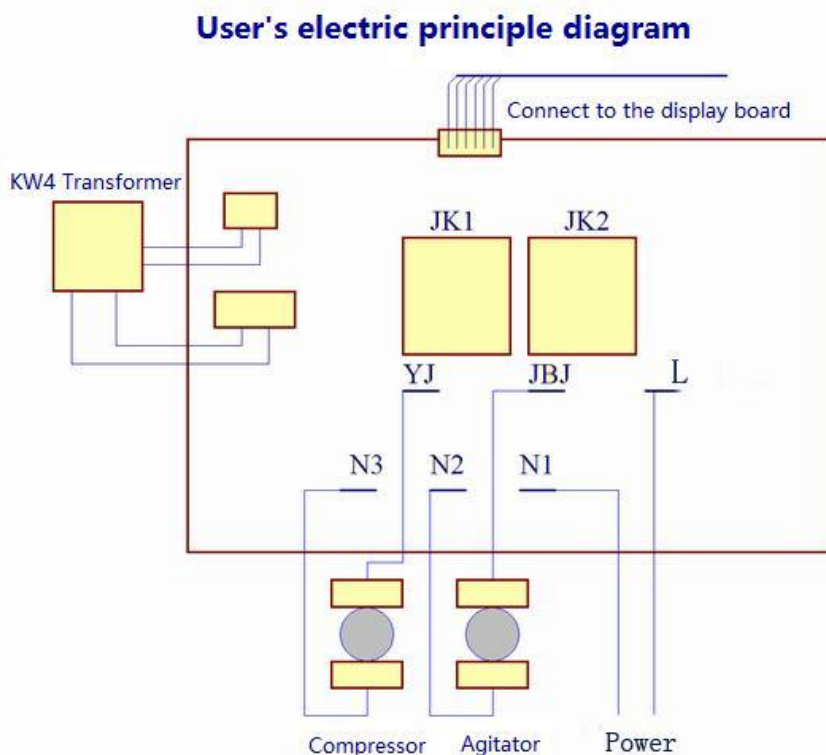 User's electric principle diagram
Connect to the display board
KW4 Transformer
JK1 JK2
YJ JBJ L
N3 N2 N1
Compressor Agitator Power